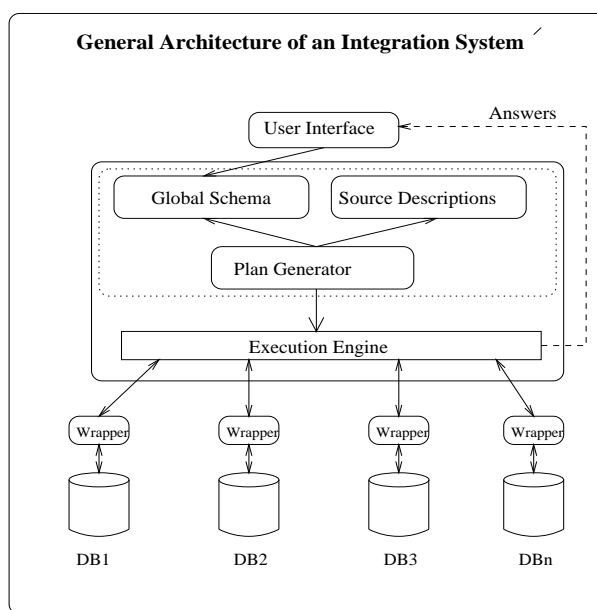 General Architecture of an Integration System
Answers
User Interface
Global Schema
Source Descriptions
Plan Generator
Execution Engine
Wrapper
Wrapper
Wrapper
Wrapper
DB1
DB2
DB3
DBn